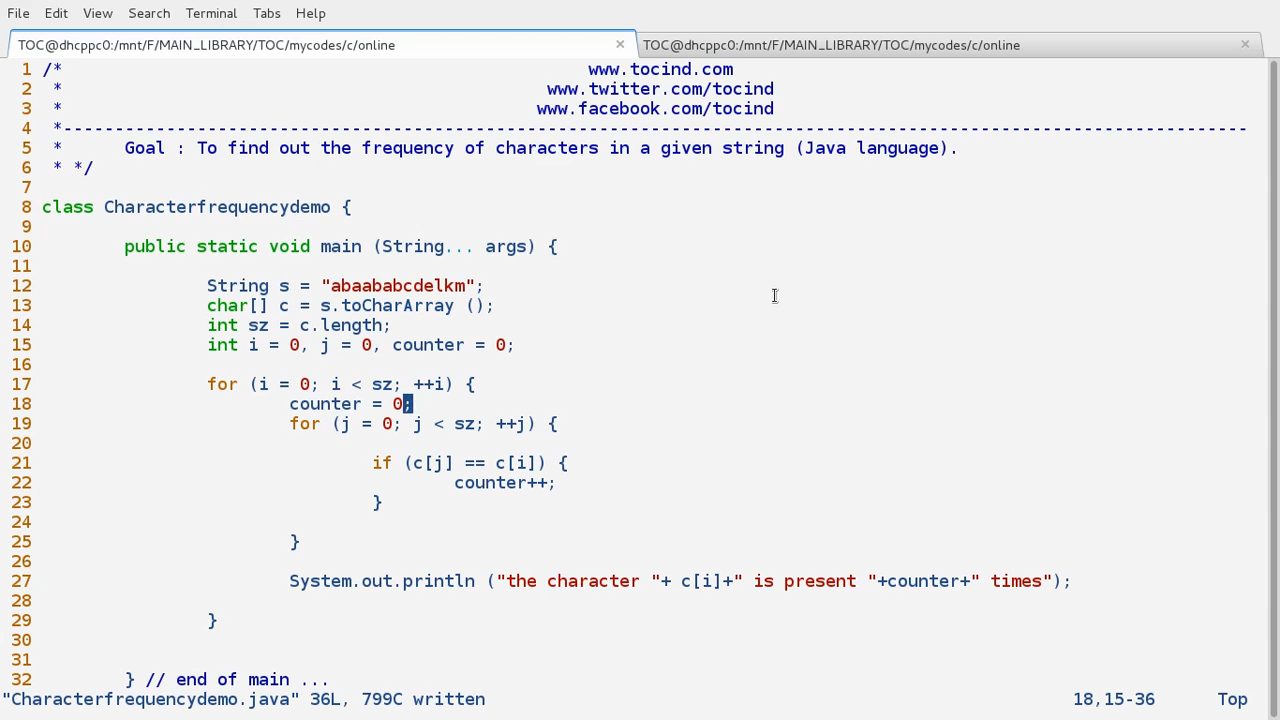 File Edit View Search Terminal Tabs Help
TOC@dhcppc0:/mnt/F/MAIN_LIBRARY/TOC/mycodes/c/online × TOC@dhcppc0:/mnt/F/MAIN_LIBRARY/TOC/mycodes/c/online ×
1 /* www.tocind.com
2 * www.twitter.com/tocind
3 * www.facebook.com/tocind
4 *-------------------------------------------------------------------------------------------------------------------
5 * Goal : To find out the frequency of characters in a given string (Java language).
6 * */
7
8 class Characterfrequencydemo {
9
10 public static void main (String... args) {
11
12 String s = "abaababcdelkm";
13 char[] c = s.toCharArray ();
14 int sz = c.length;
15 int i = 0, j = 0, counter = 0;
16
17 for (i = 0; i < sz; ++i) {
18 counter = 0;
19 for (j = 0; j < sz; ++j) {
20
21 if (c[j] == c[i]) {
22 counter++;
23 }
24
25 }
26
27 System.out.println ("the character "+ c[i]+" is present "+counter+" times");
28
29 }
30
31
32 } // end of main ...
"Characterfrequencydemo.java" 36L, 799C written 18,15-36 Top